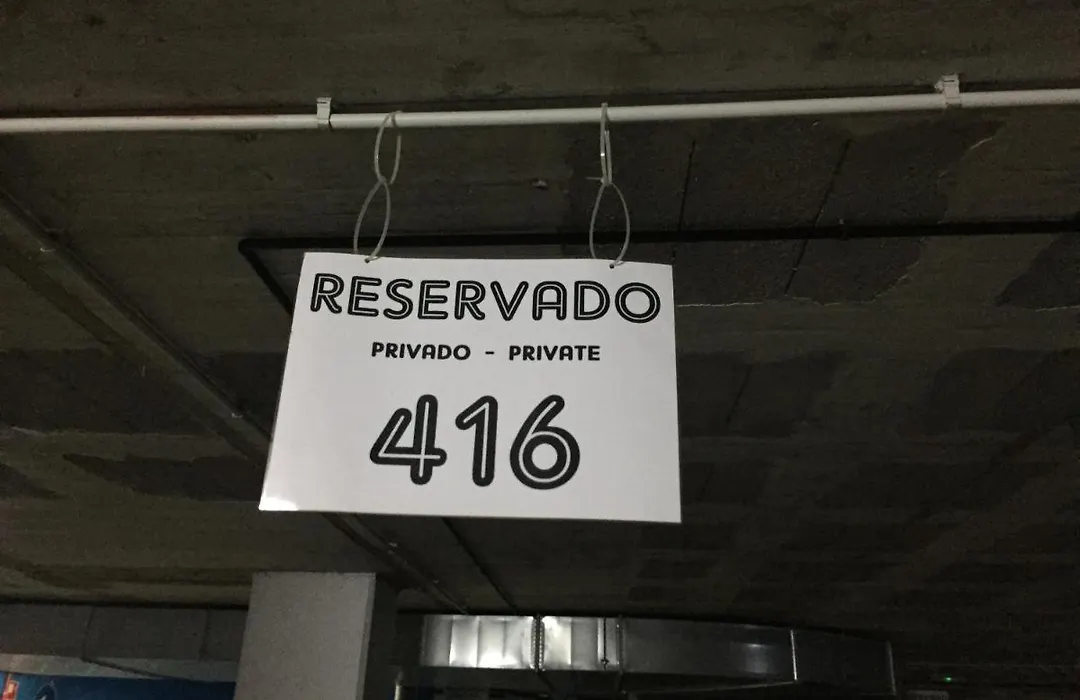 RESERVADO
PRIVADO - PRIVATE
416